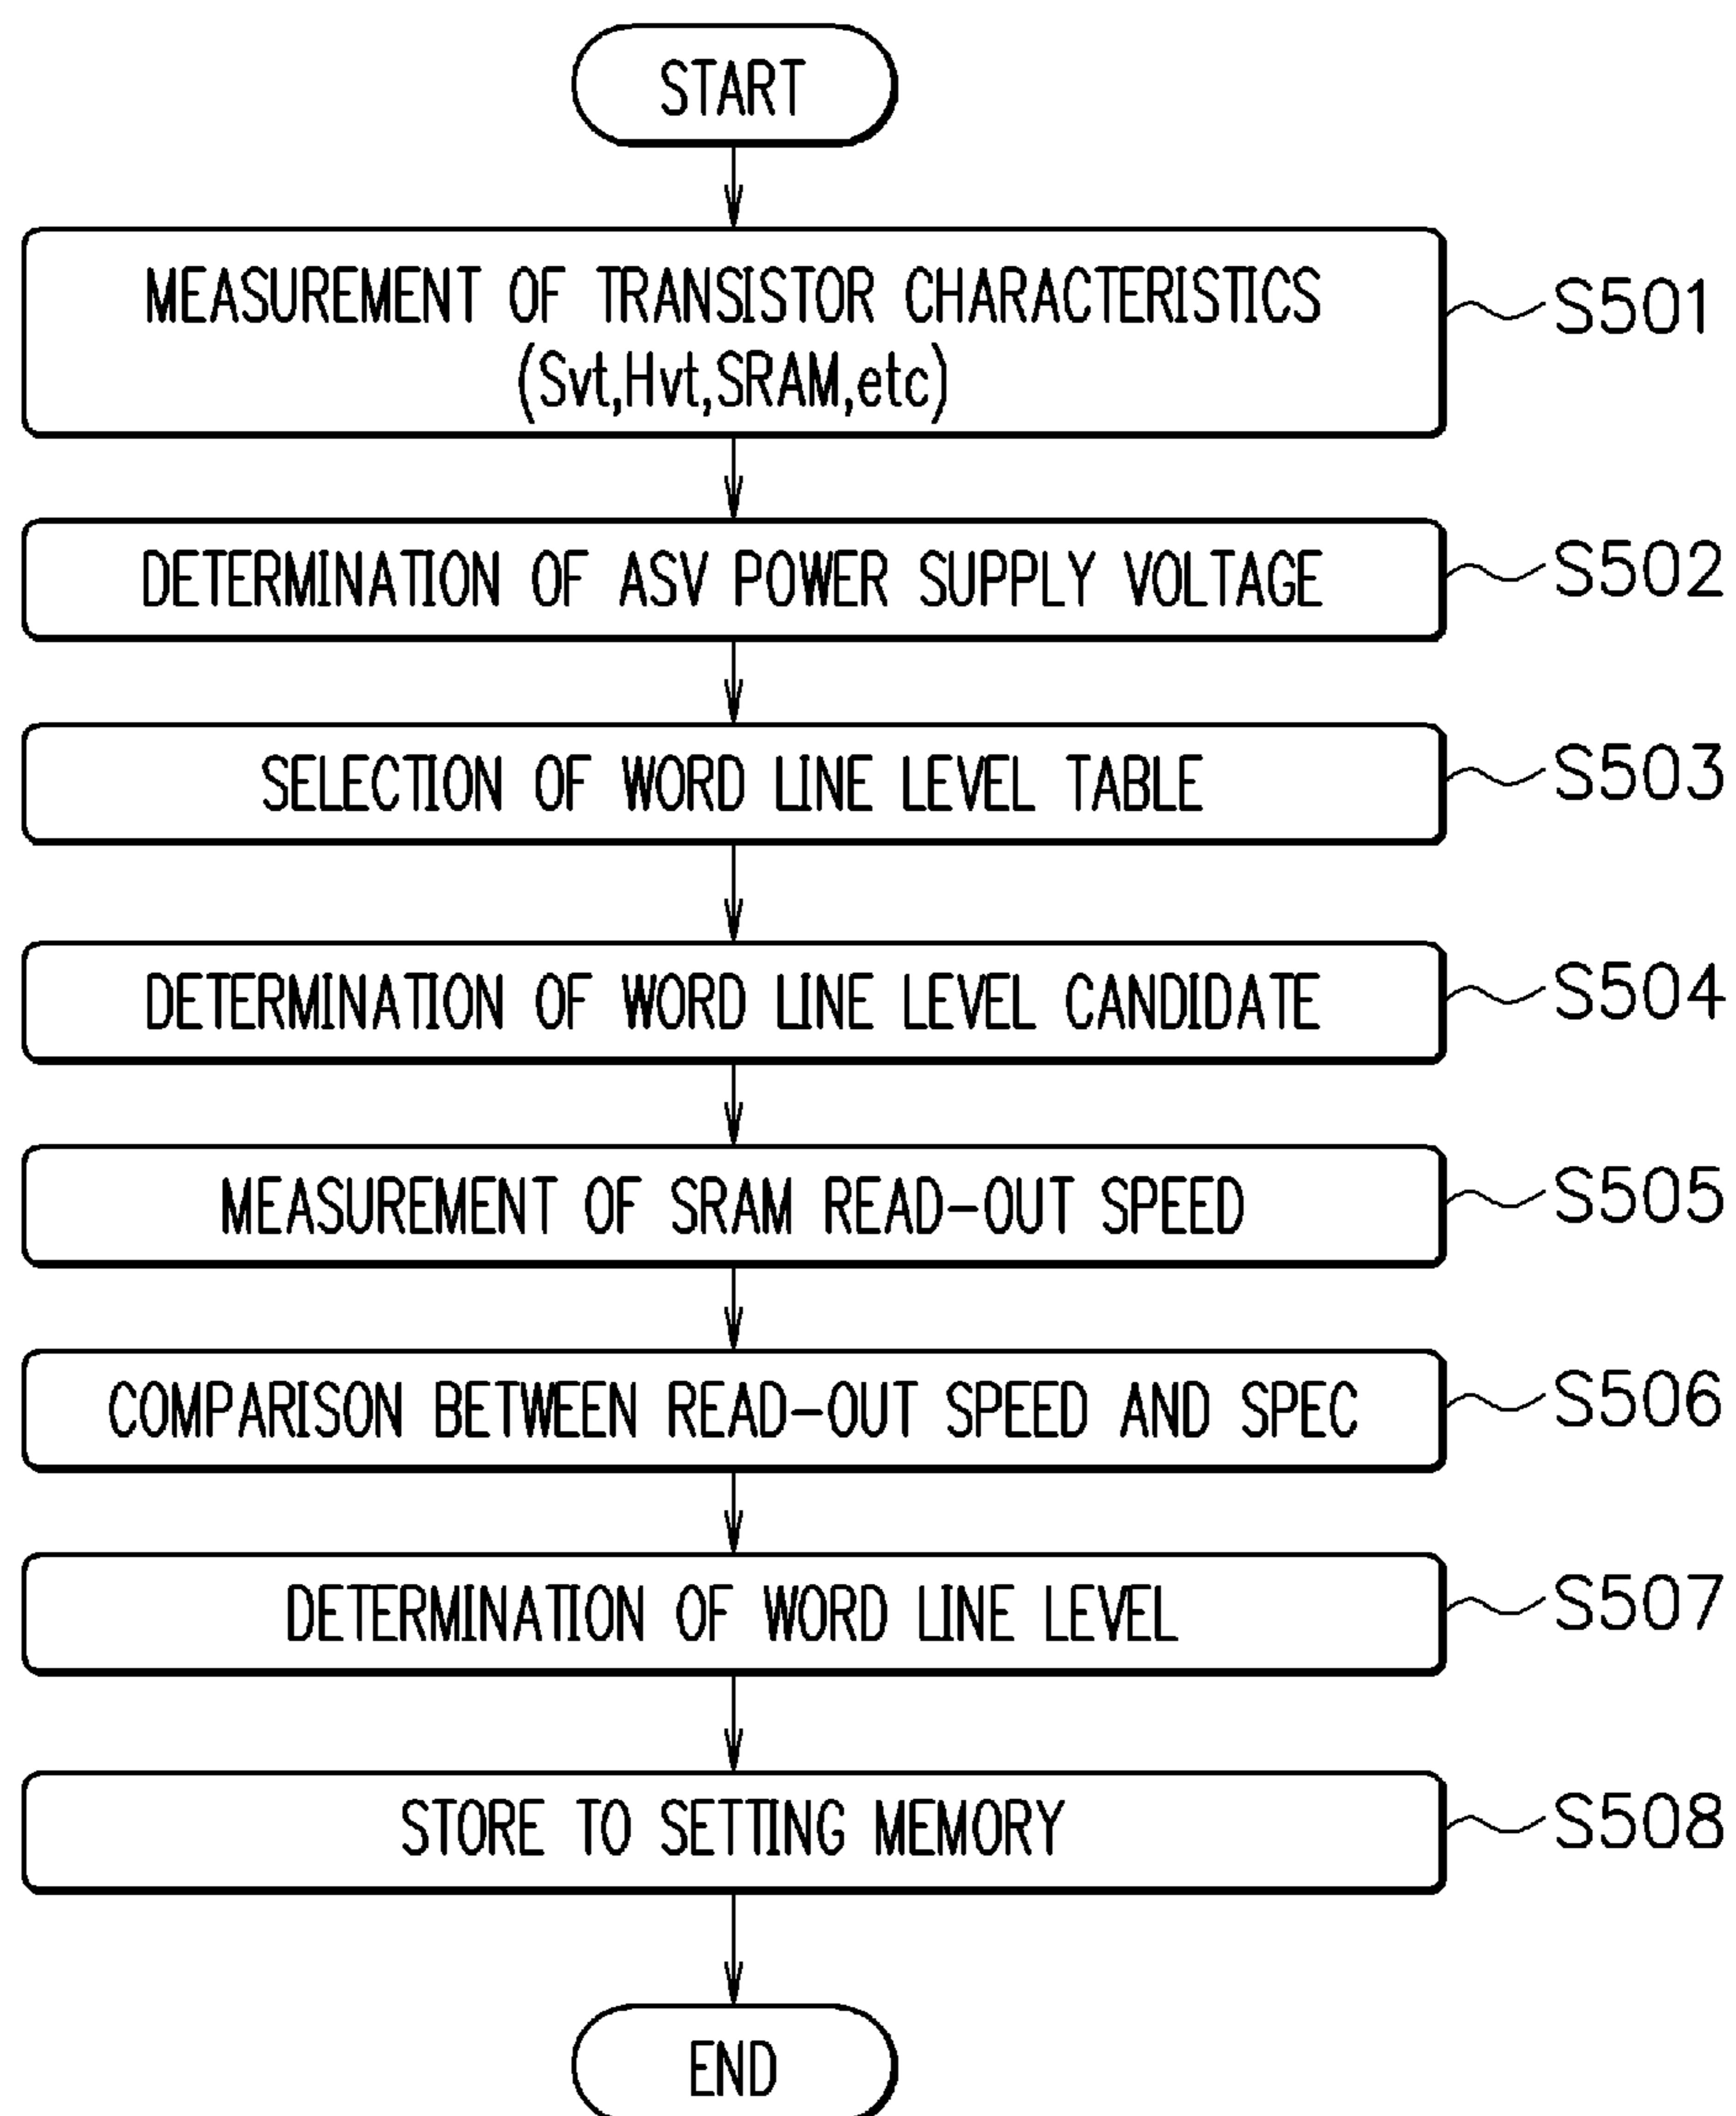 START
MEASUREMENT OF TRANSISTOR CHARACTERISTICS
(Svt,Hvt,SRAM,etc)
S501
DETERMINATION OF ASV POWER SUPPLY VOLTAGE
S502
SELECTION OF WORD LINE LEVEL TABLE
S503
DETERMINATION OF WORD LINE LEVEL CANDIDATE
S504
MEASUREMENT OF SRAM READ-OUT SPEED
S505
COMPARISON BETWEEN READ-OUT SPEED AND SPEC
S506
DETERMINATION OF WORD LINE LEVEL
S507
STORE TO SETTING MEMORY
S508
END